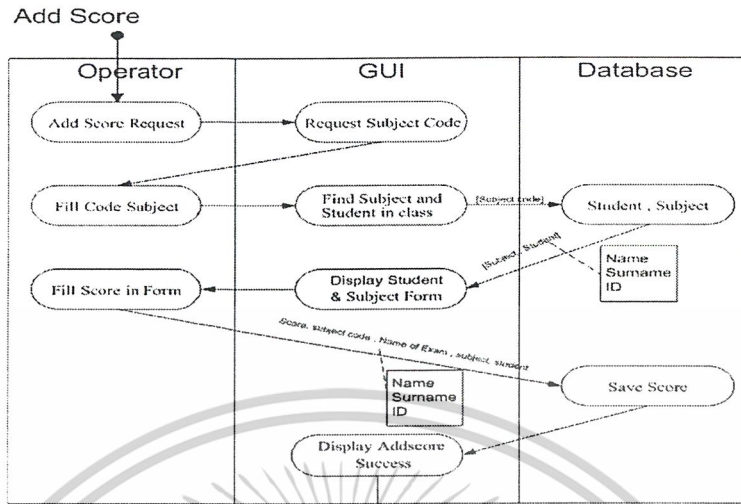 Add Score
Operator
GUI
Database
Add Score Request
Request Subject Code
Fill Code Subject
Find Subject and
Student in class
[Subject code]
Student , Subject
[Subject , Student]
Name
Surname
ID
Fill Score in Form
Display Student
& Subject Form
Score, subject code , Name of Exam , subject, student
Name
Surname
ID
Save Score
Display Addscore
Success